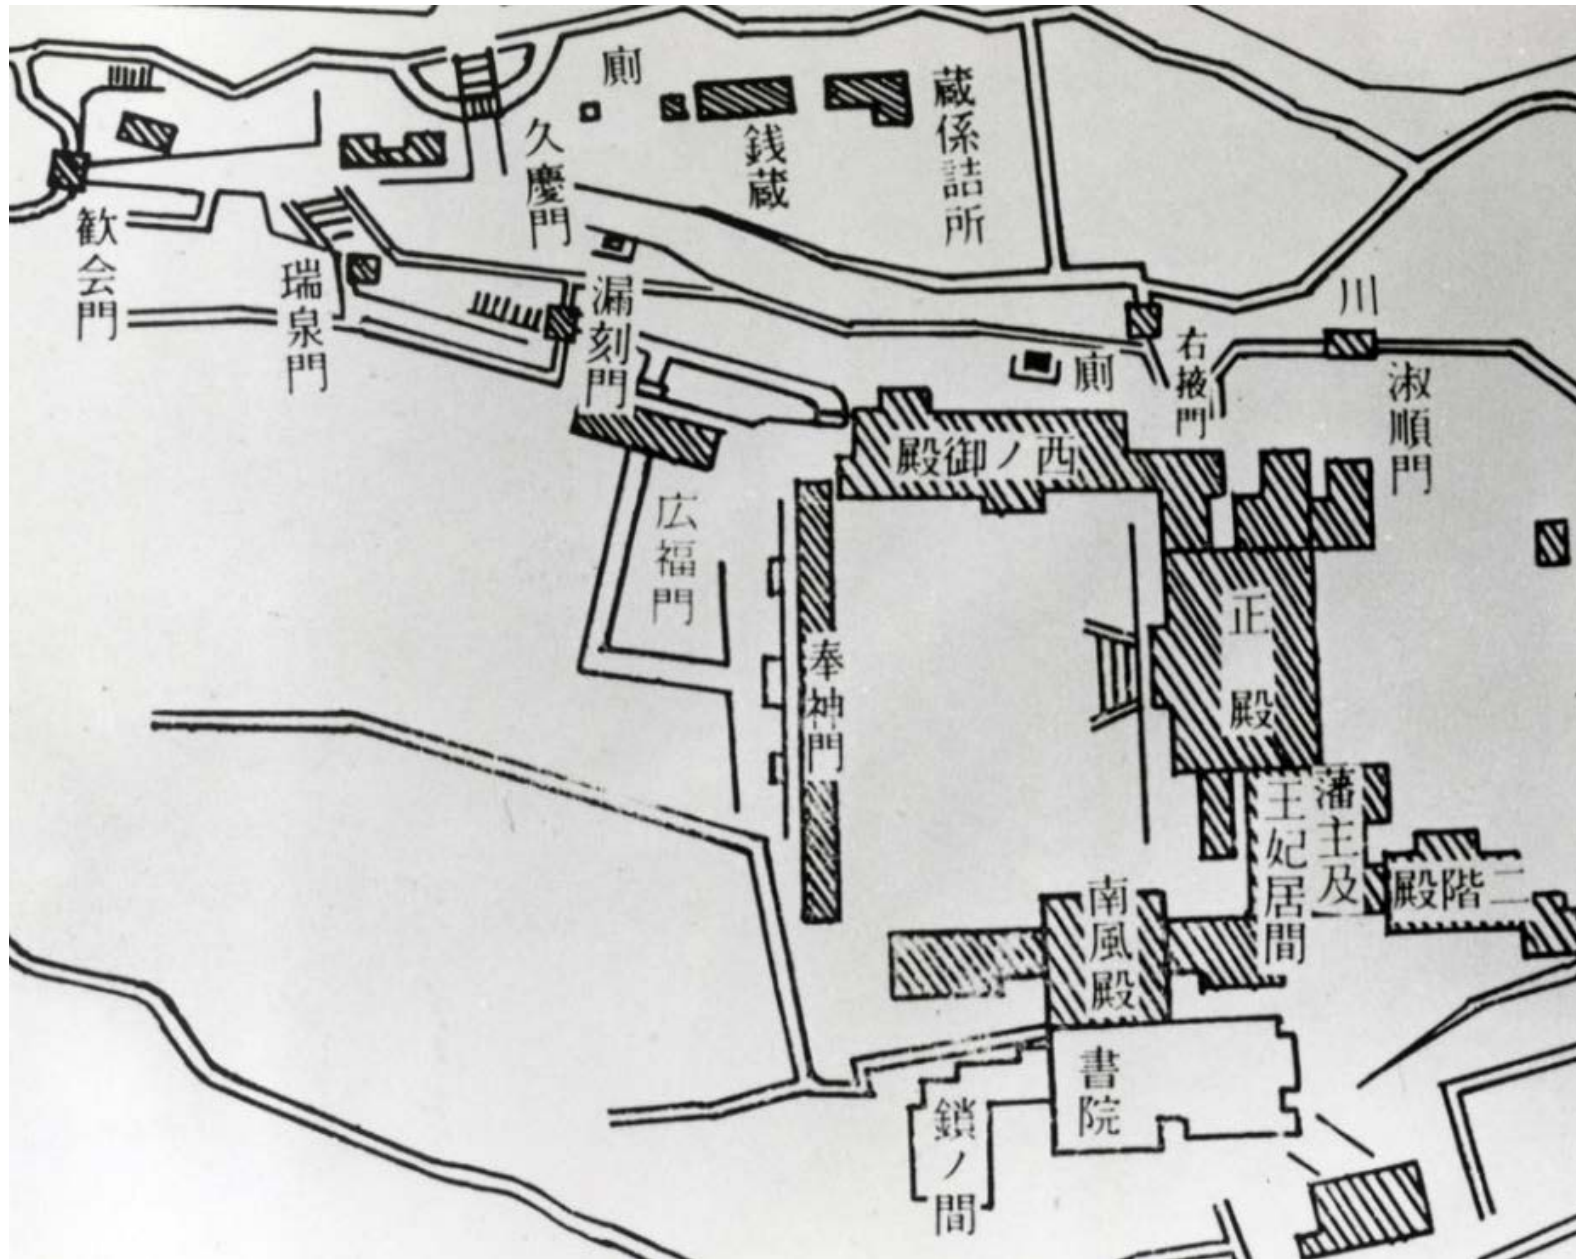 廁
銭蔵
蔵係詰所
久慶門
歓会門
瑞泉門
漏刻門
川
右掖門
淑順門
廁
西ノ御殿
広福門
奉神門
正殿
藩主及
王妃居間
二階殿
南風殿
書院
鎖ノ間